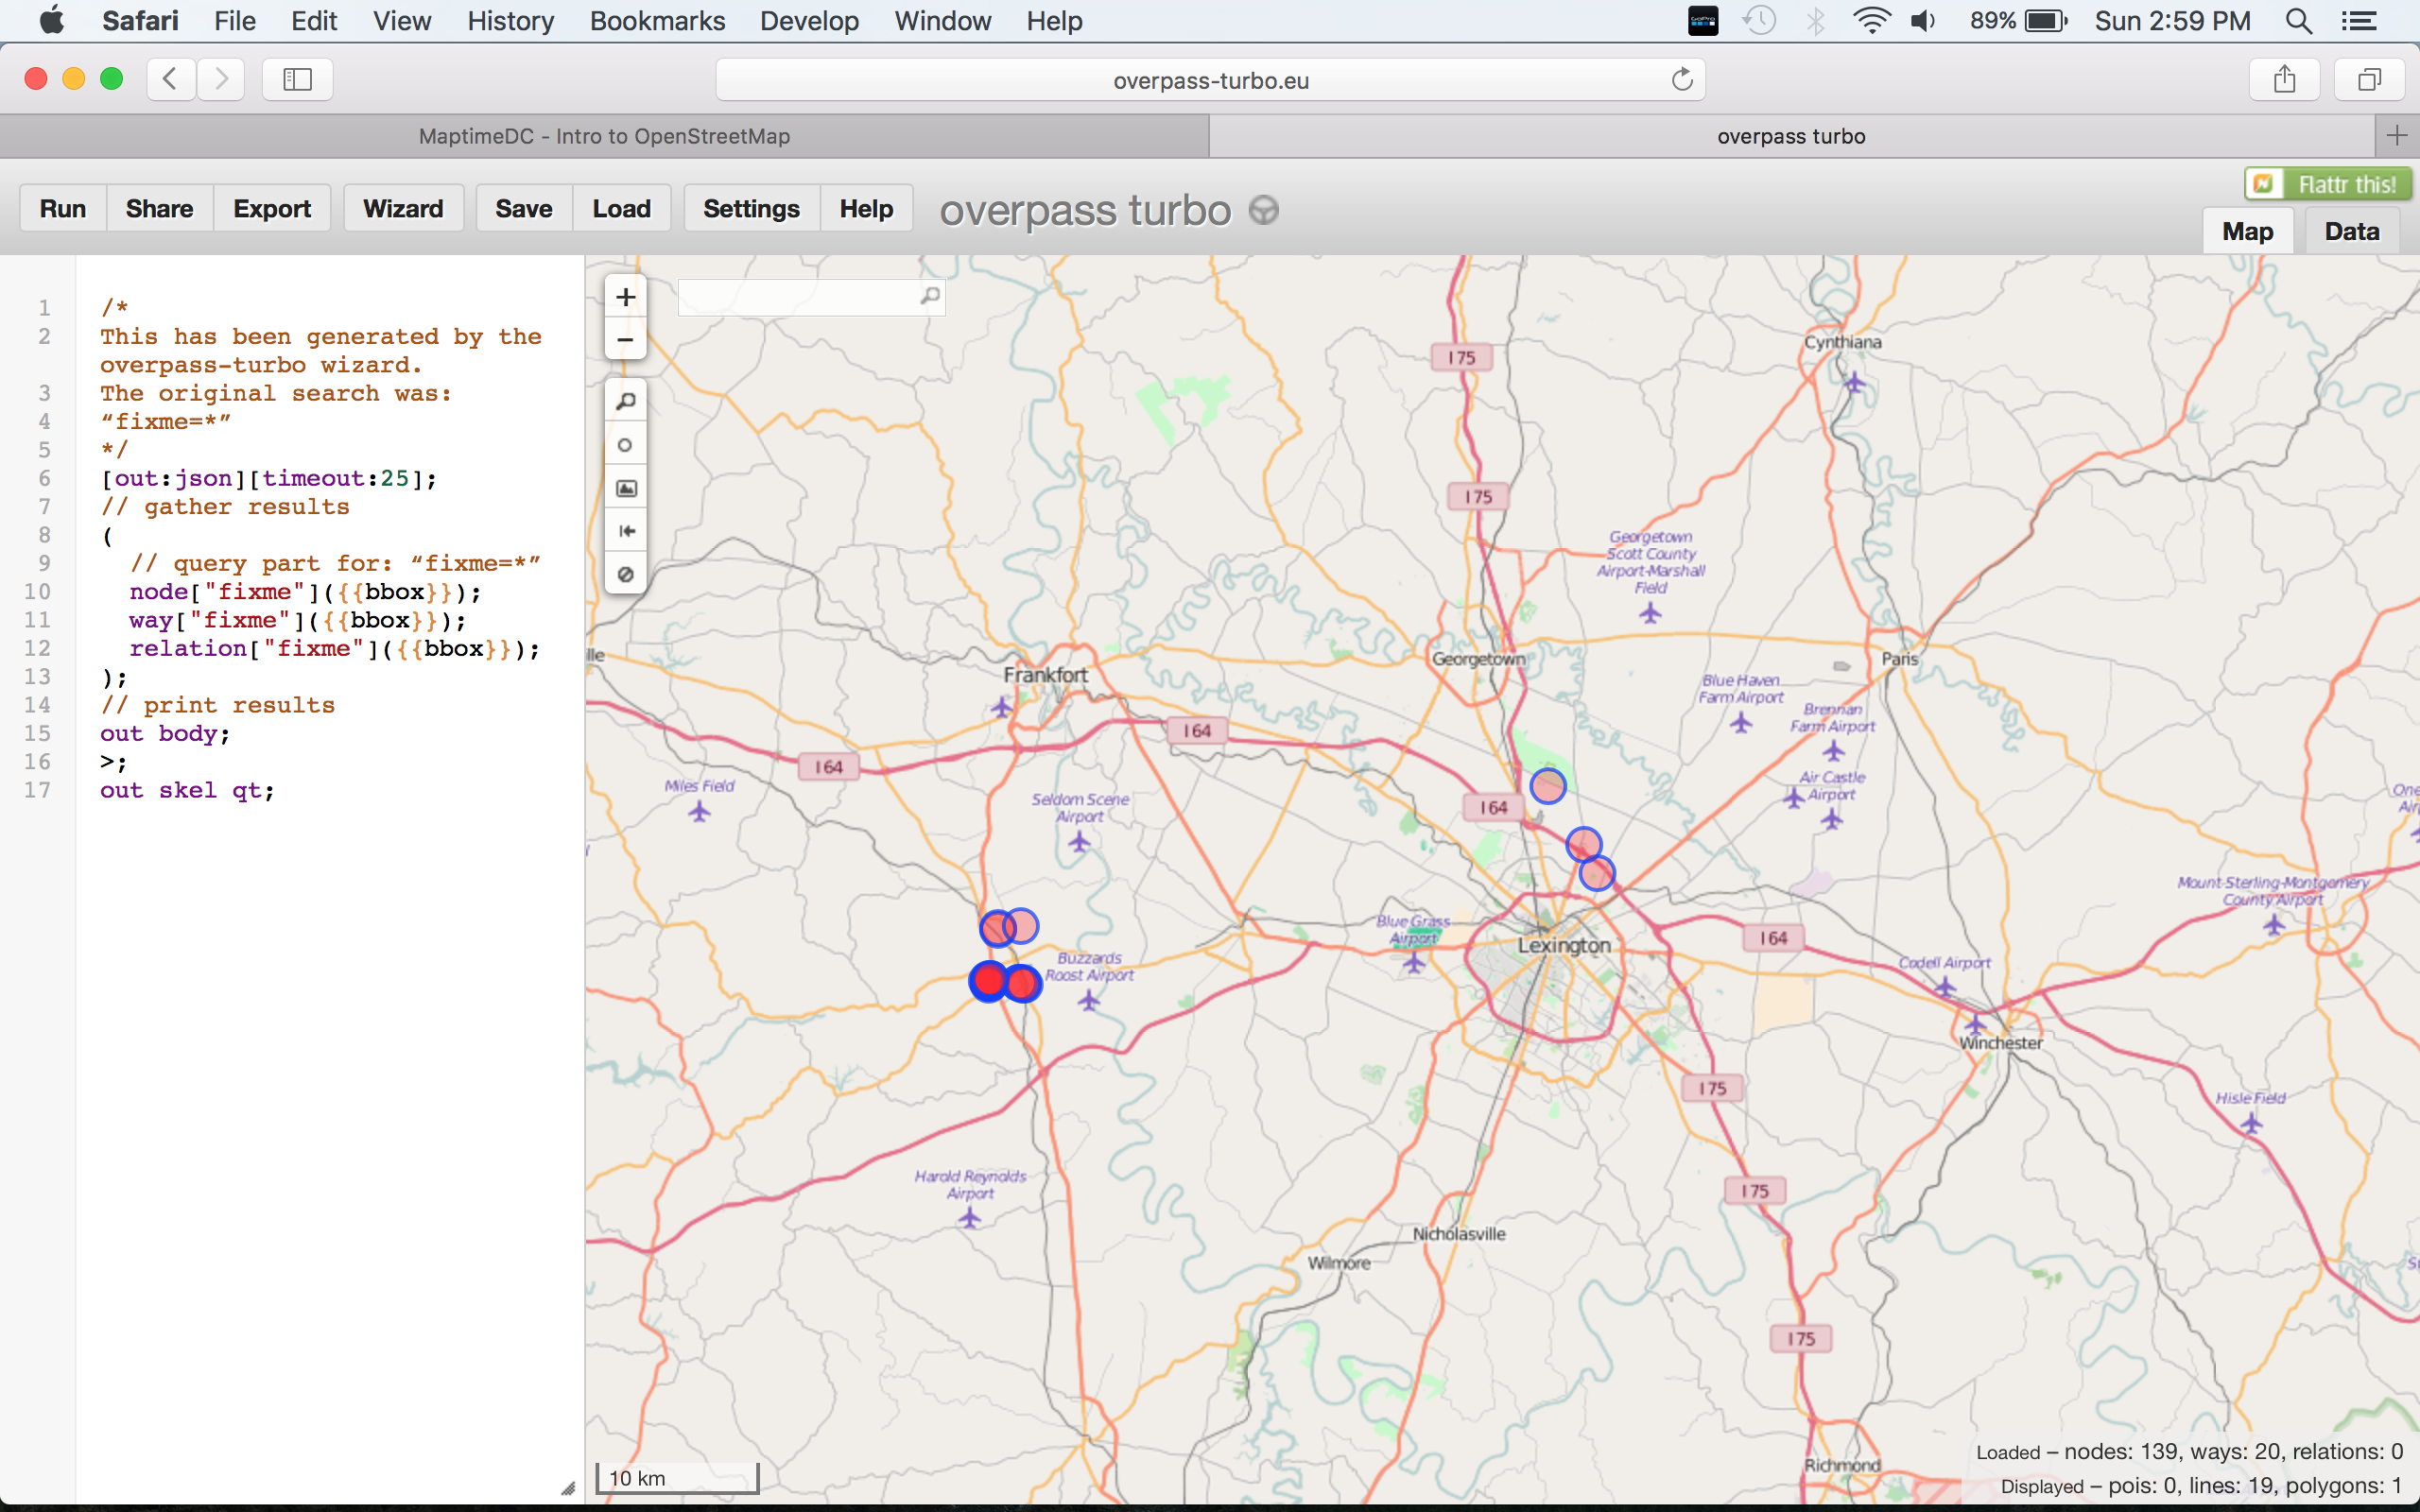 Safari File Edit View History Bookmarks Develop Window Help
89% Sun 2:59 PM
overpass-turbo.eu
MaptimeDC - Intro to OpenStreetMap
overpass turbo
Flattr this!
Run Share Export Wizard Save Load Settings Help overpass turbo
Map Data
1 /*
2 This has been generated by the
overpass-turbo wizard.
3 The original search was:
4 “fixme=*”
5 */
6 [out:json][timeout:25];
7 // gather results
8 (
9 // query part for: “fixme=*”
10 node["fixme"]({{bbox}});
11 way["fixme"]({{bbox}});
12 relation["fixme"]({{bbox}});
13 );
14 // print results
15 out body;
16 >;
17 out skel qt;
+
−
Cynthiana
I 75
I 75
Georgetown
Scott County
Airport-Marshall
Field
lle
Frankfort
Georgetown
Paris
Blue Haven
Farm Airport
Brennan
Farm Airport
I 64
I 64
Miles Field
Seldom Scene
Airport
Air Castle
Airport
I 64
One
Air
Mount-Sterling-Montgomery
County Airport
Blue Grass
Airport
Lexington
I 64
Buzzards
Roost Airport
Codell Airport
Winchester
I 75
Hisle Field
Harold Reynolds
Airport
I 75
Nicholasville
Wilmore
I 75
Richmond
10 km
Loaded – nodes: 139, ways: 20, relations: 0
Displayed – pois: 0, lines: 19, polygons: 1